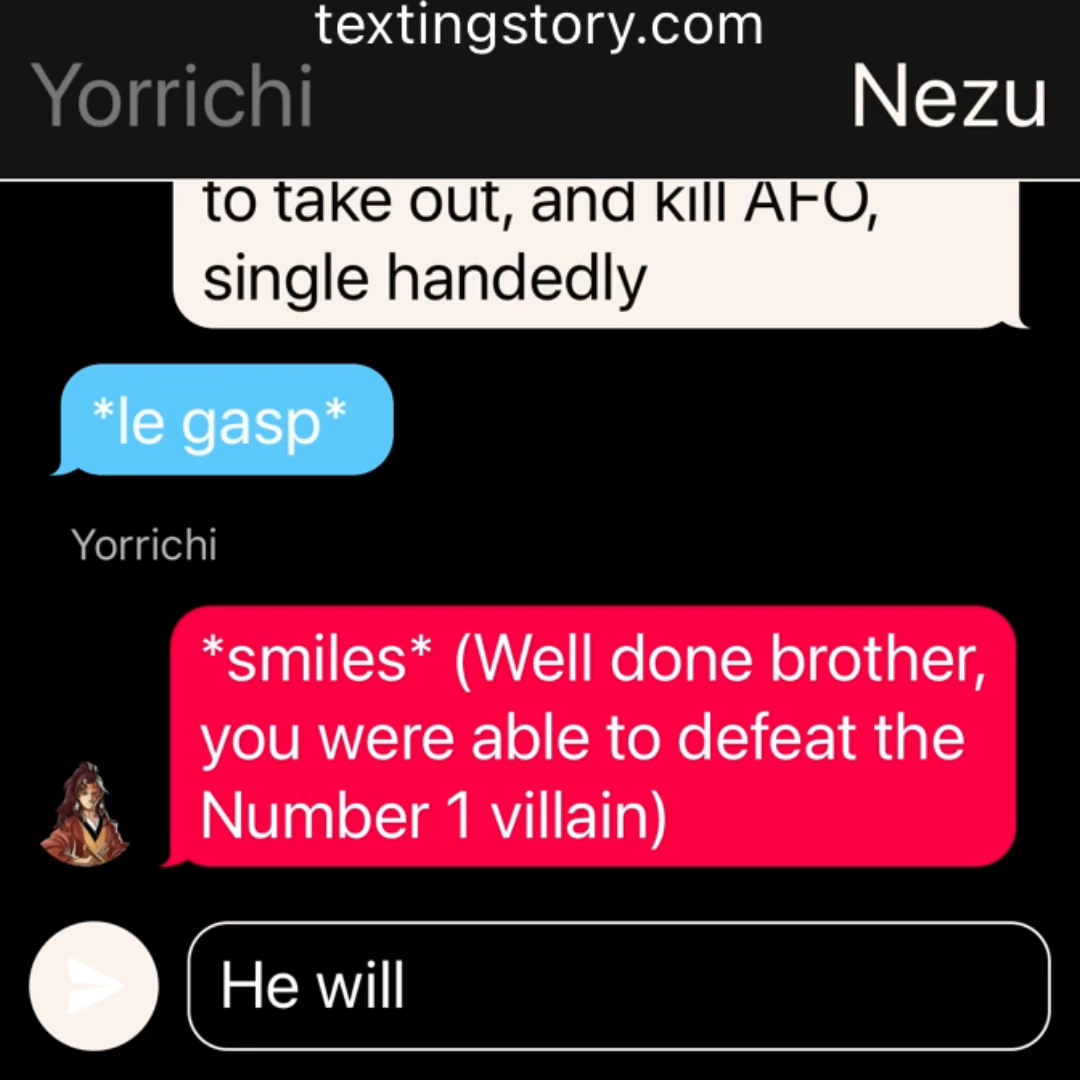 textingstory.com
Yorrichi
Nezu
to take out, and kill AFO,
single handedly
*le gasp*
Yorrichi
*smiles* (Well done brother,
you were able to defeat the
Number 1 villain)
He will